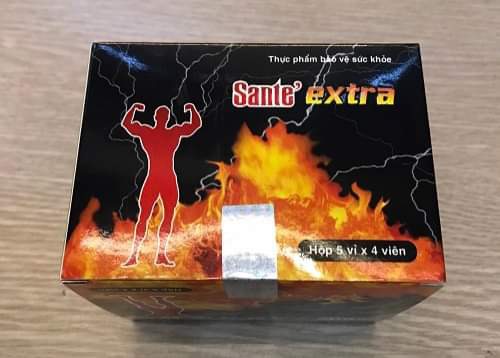 Thực phẩm bảo vệ sức khỏe
Sante’ extra
Hộp 5 vỉ x 4 viên